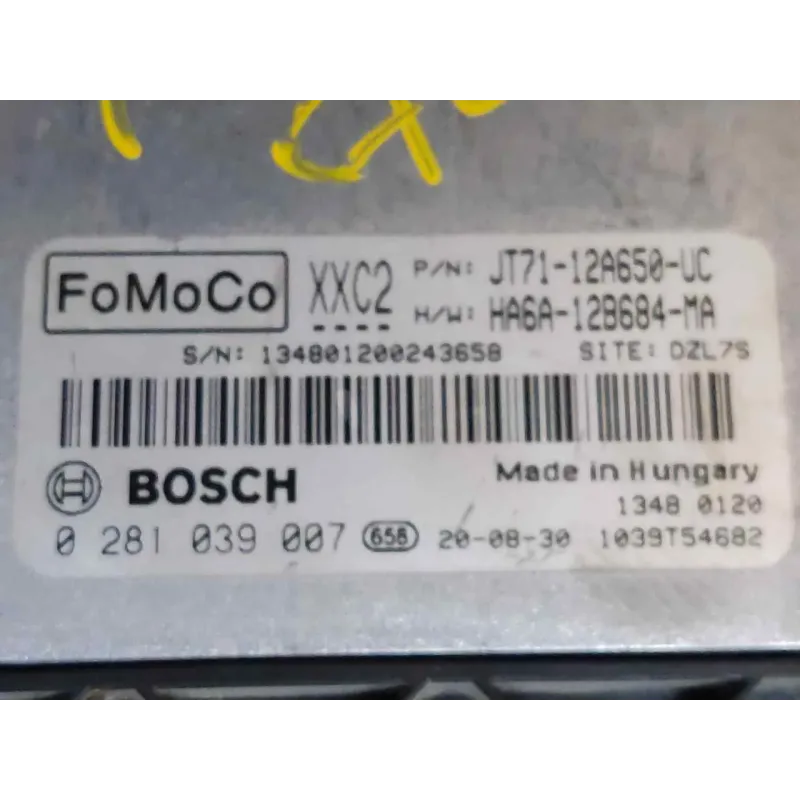 FoMoCo XXC2 P/N: JT71-12A650-UC
H/W: HA6A-12B684-MA
S/N: 134801200243658 SITE: DZL7S
BOSCH Made in Hungary
1348 0120
0 281 039 007 658 20-08-30 1039T54682